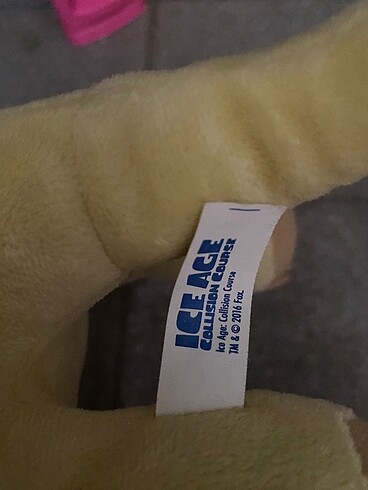 ICE AGE
COLLISION COURSE
Ice Age: Collision Course
TM & © 2016 Fox.